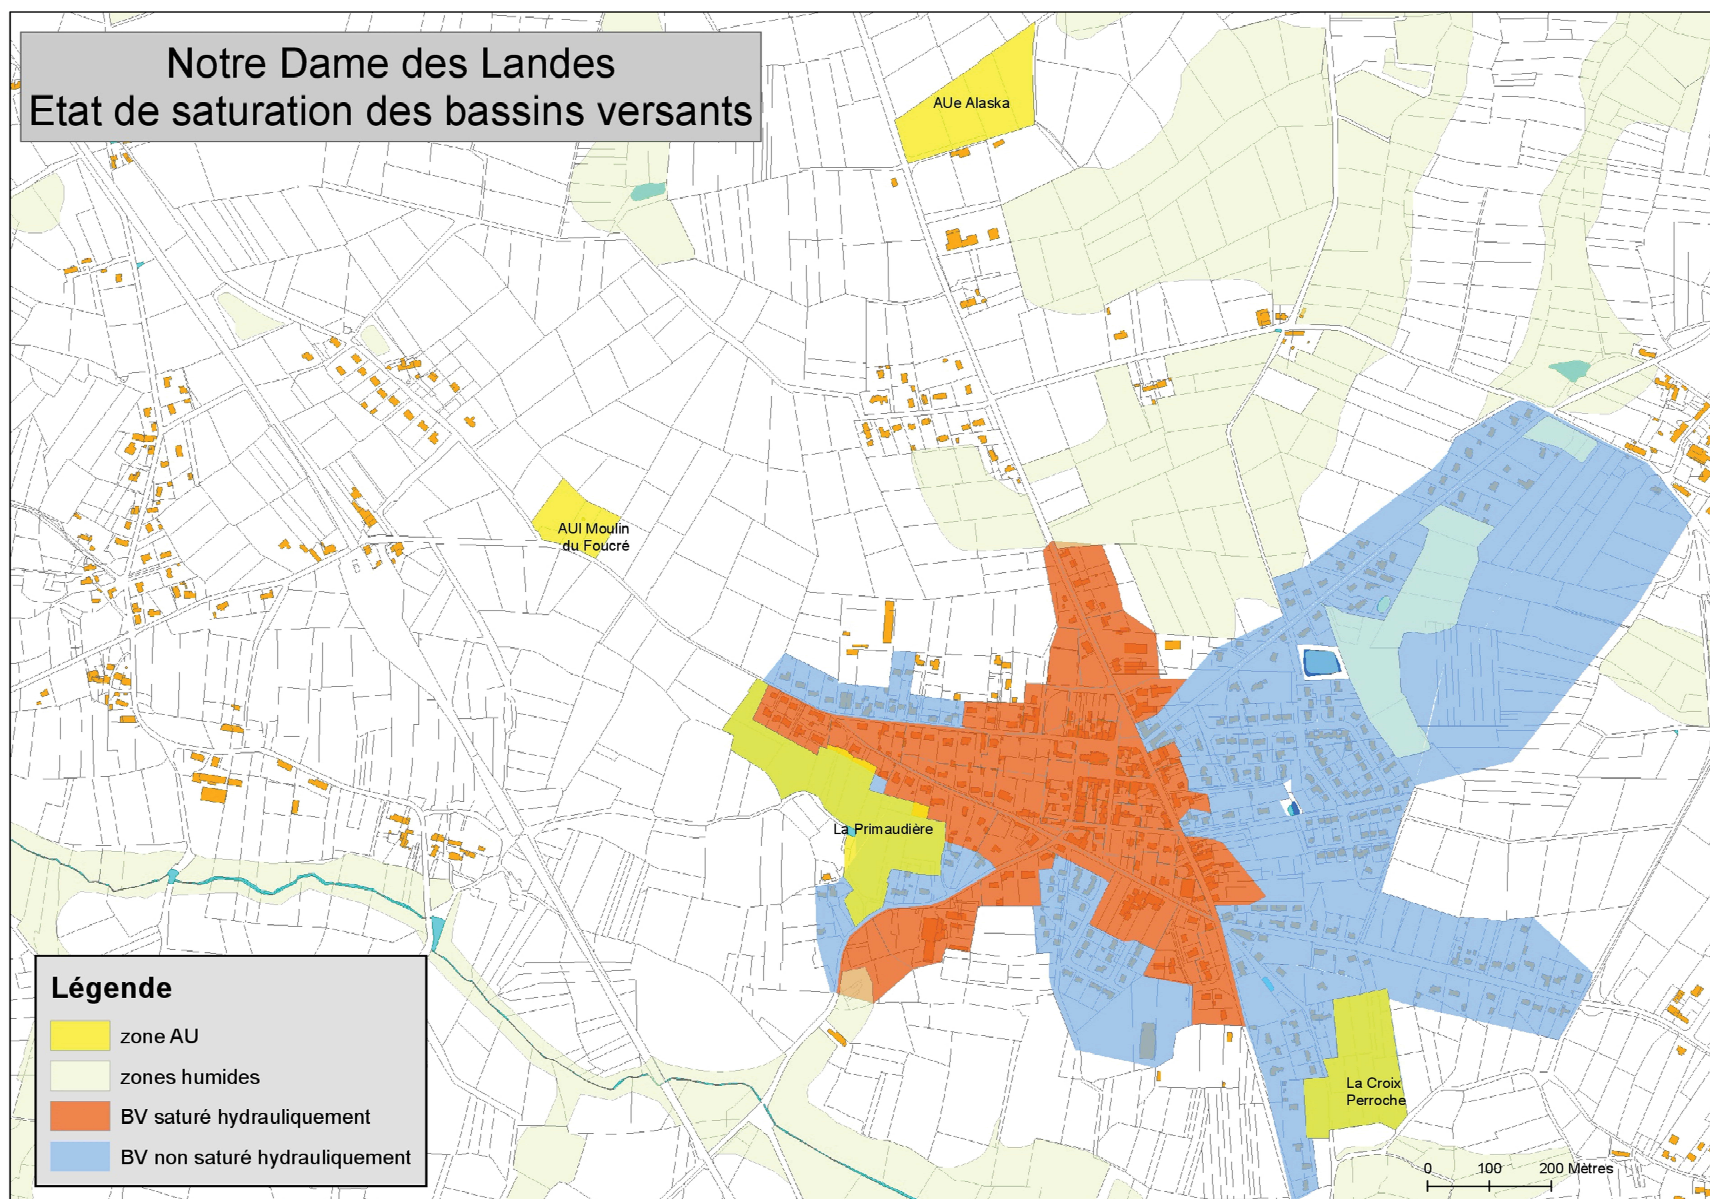 Notre Dame des Landes
Etat de saturation des bassins versants
AUe Alaska
AUI Moulin
du Foucré
La Primaudière
La Croix
Perroche
Légende
zone AU
zones humides
BV saturé hydrauliquement
BV non saturé hydrauliquement
0 100 200 Mètres